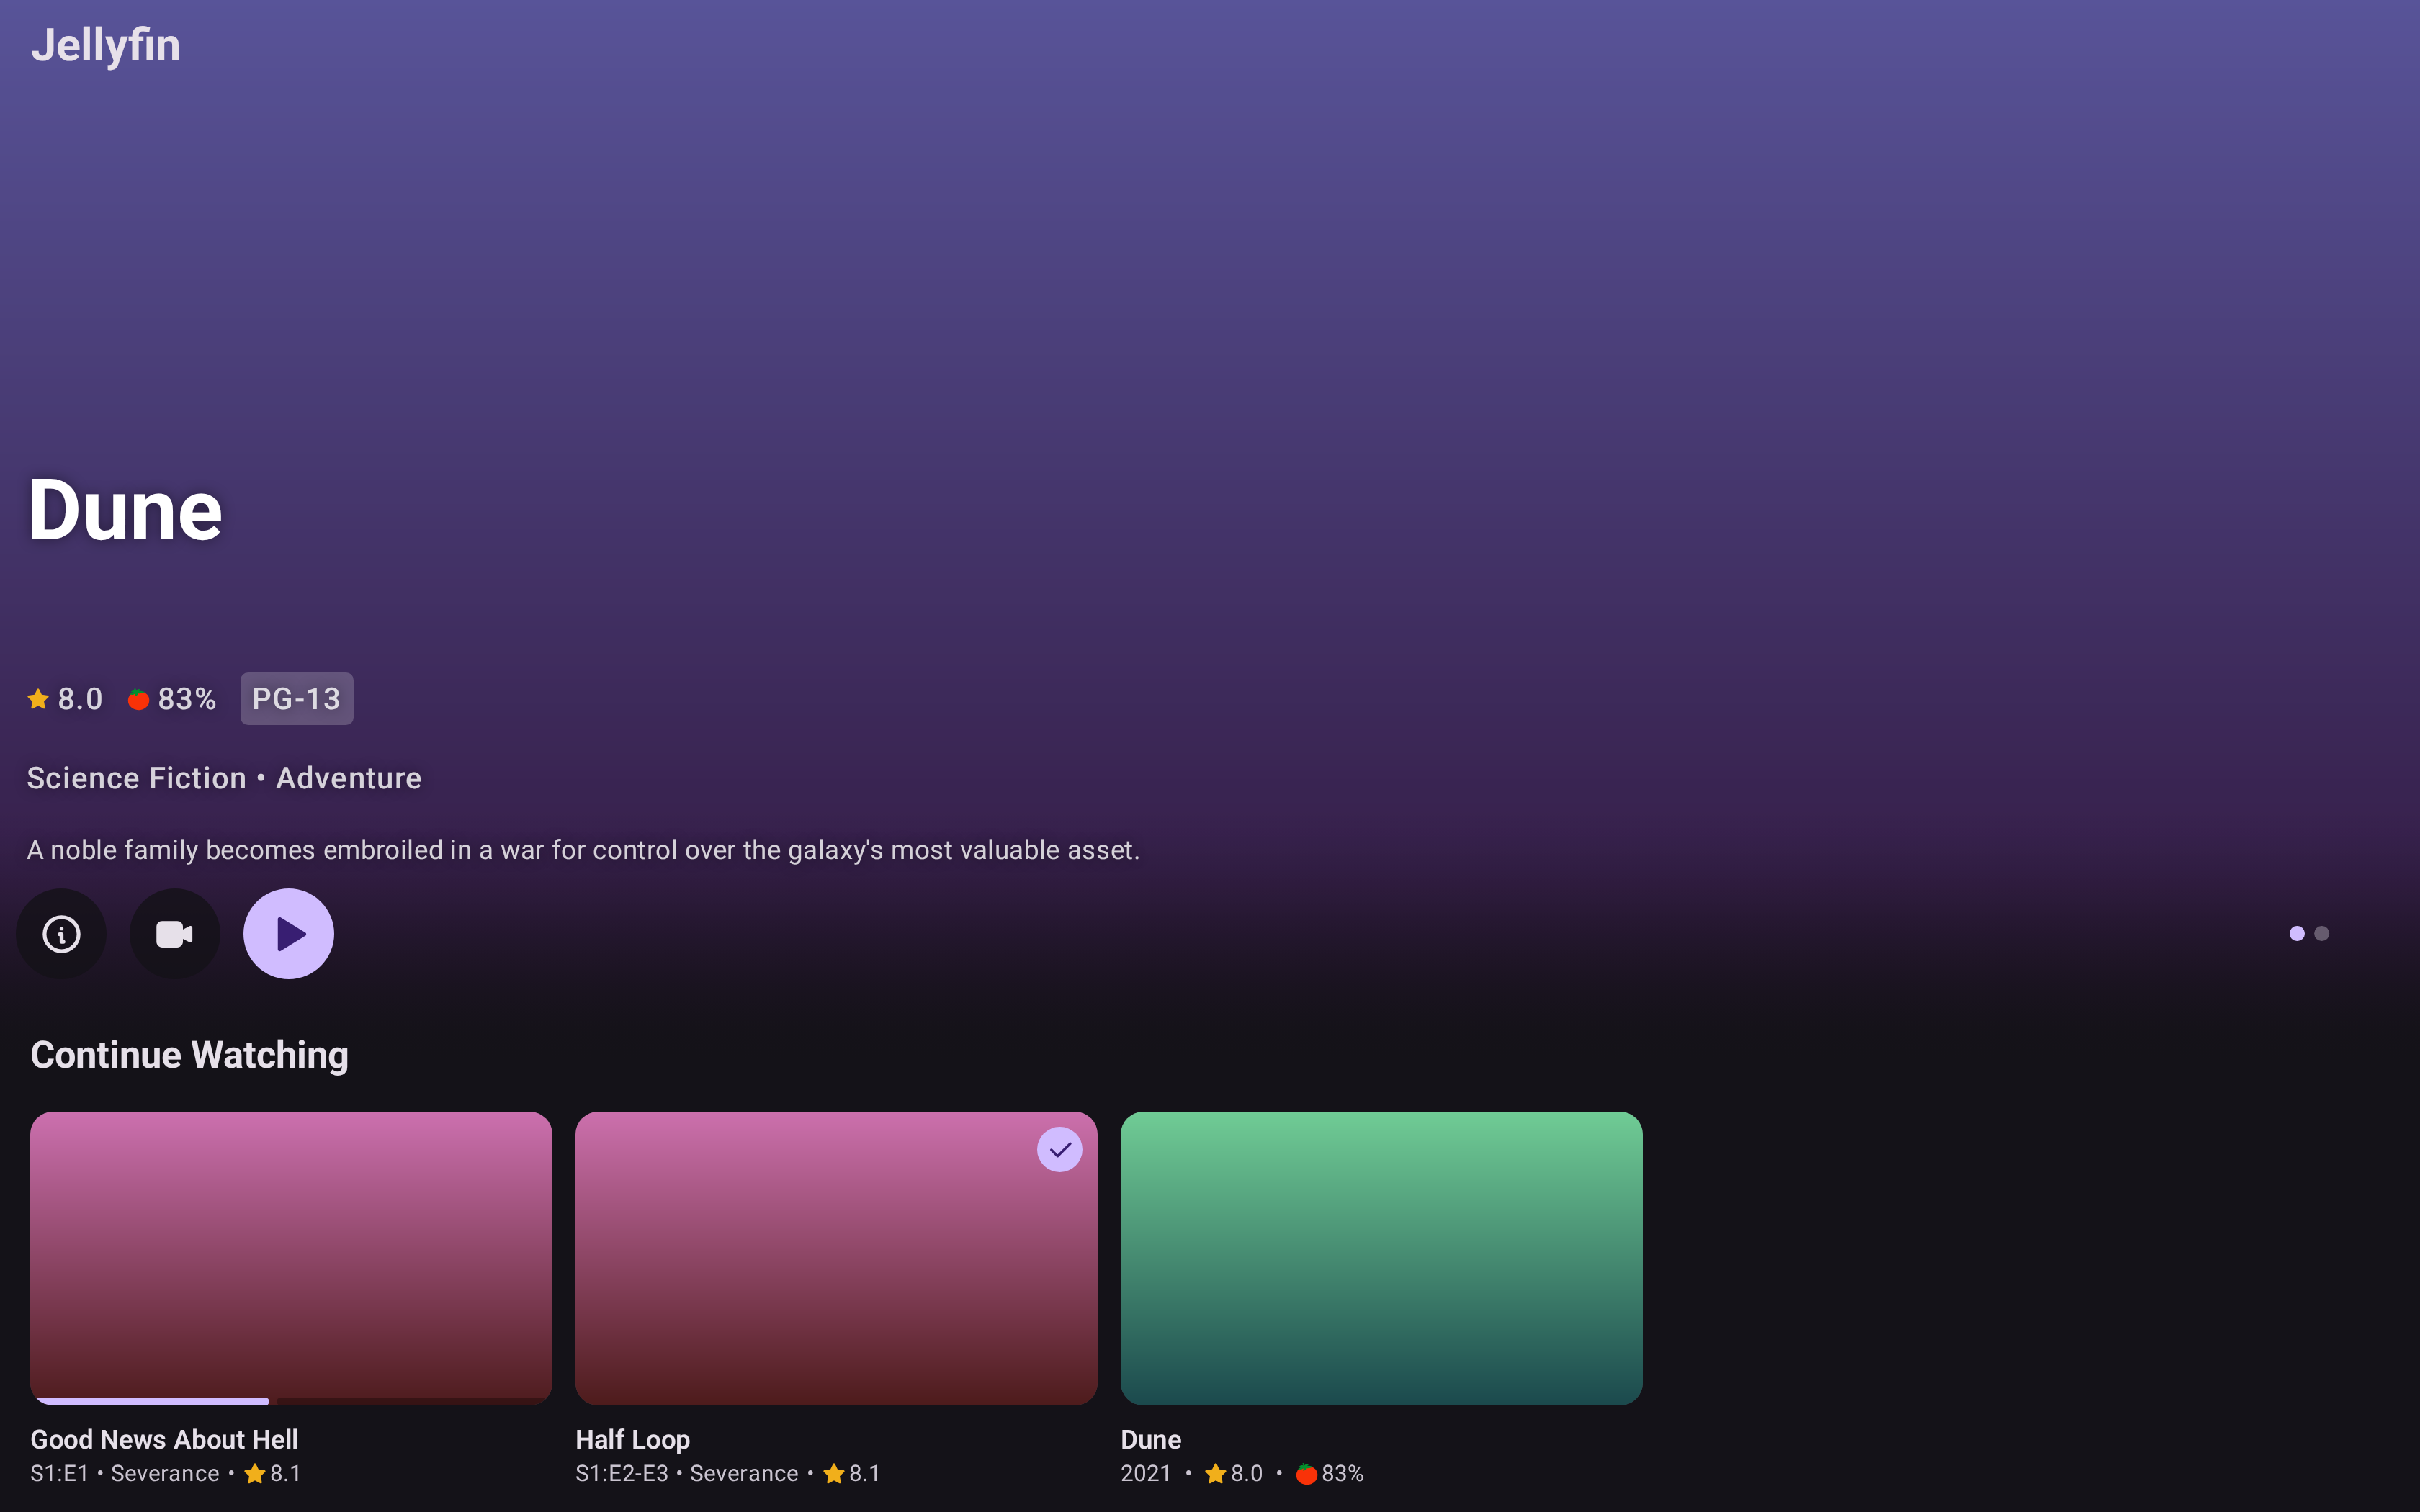 Jellyfin
Dune
8.0 83% PG-13
Science Fiction • Adventure
A noble family becomes embroiled in a war for control over the galaxy's most valuable asset.
Continue Watching
Good News About Hell
S1:E1 • Severance • 8.1
Half Loop
S1:E2-E3 • Severance • 8.1
Dune
2021 • 8.0 • 83%